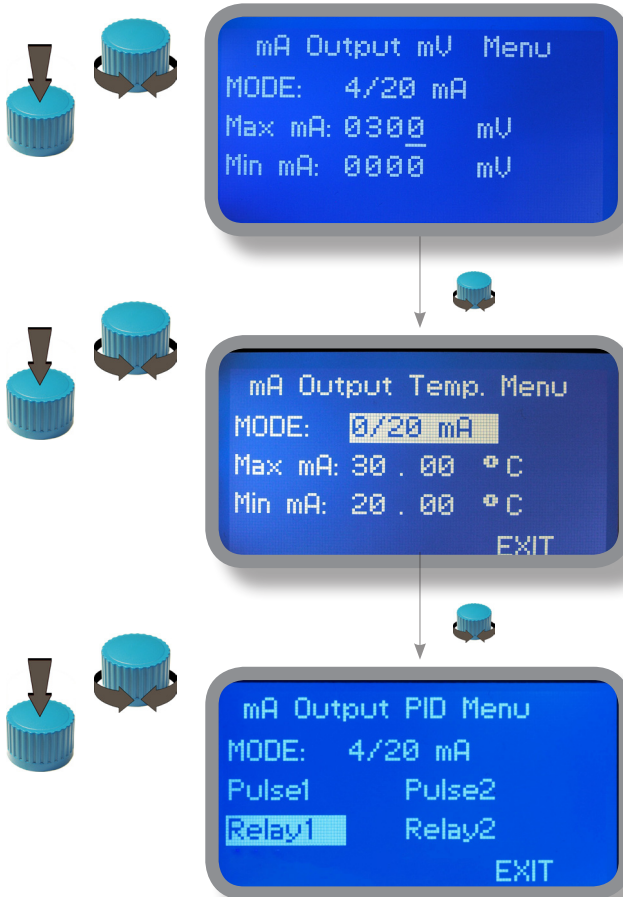 mA Output mV Menu
MODE: 4/20 mA
Max mA: 0300 mV
Min mA: 0000 mV
mA Output Temp. Menu
MODE: 0/20 mA
Max mA: 30 . 00 °C
Min mA: 20 . 00 °C
EXIT
mA Output PID Menu
MODE: 4/20 mA
Pulse1 Pulse2
Relay1 Relay2
EXIT